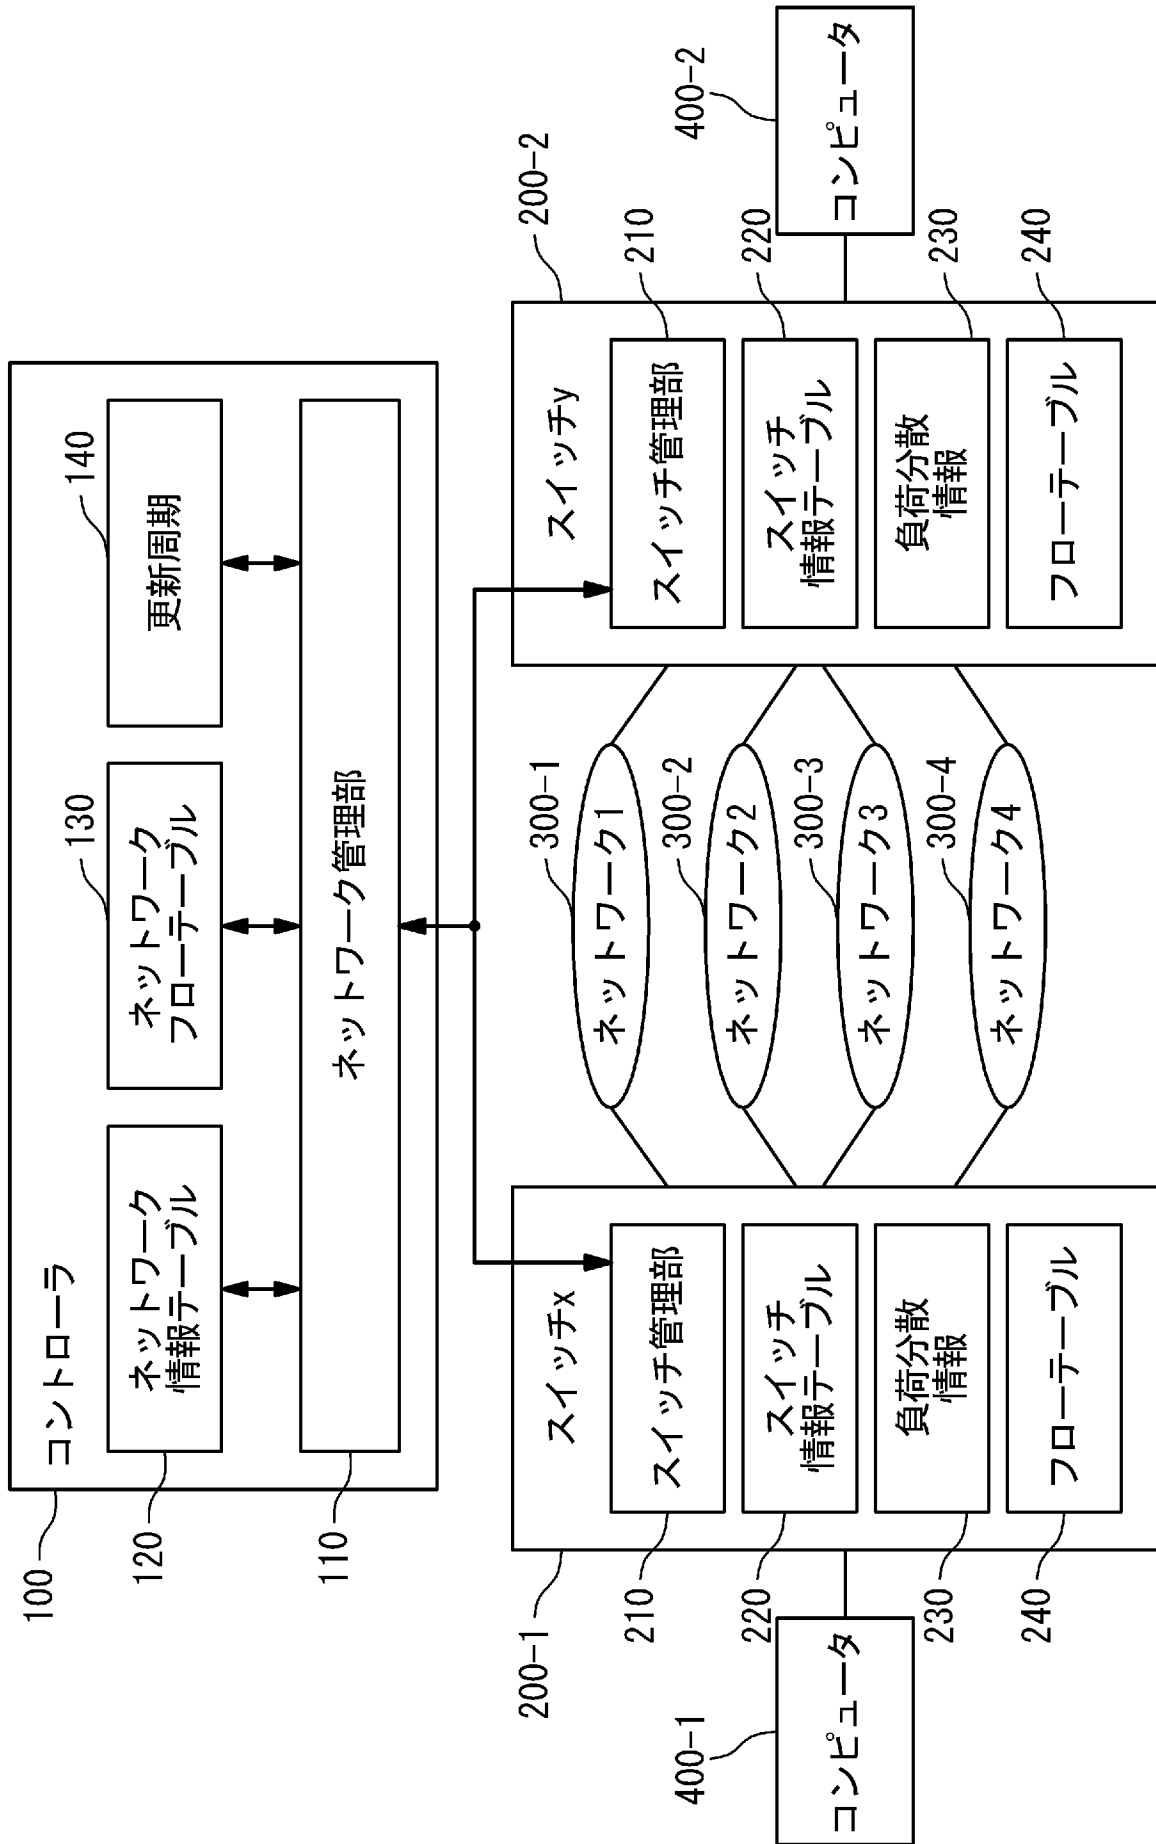 100
コントローラ
120
ネットワーク
情報テーブル
130
ネットワーク
フローテーブル
140
更新周期
110
ネットワーク管理部
200-1
スイッチx
210
スイッチ管理部
220
スイッチ
情報テーブル
230
負荷分散
情報
240
フローテーブル
400-1
コンピュータ
300-1
ネットワーク1
300-2
ネットワーク2
300-3
ネットワーク3
300-4
ネットワーク4
200-2
スイッチy
210
スイッチ管理部
220
スイッチ
情報テーブル
230
負荷分散
情報
240
フローテーブル
400-2
コンピュータ